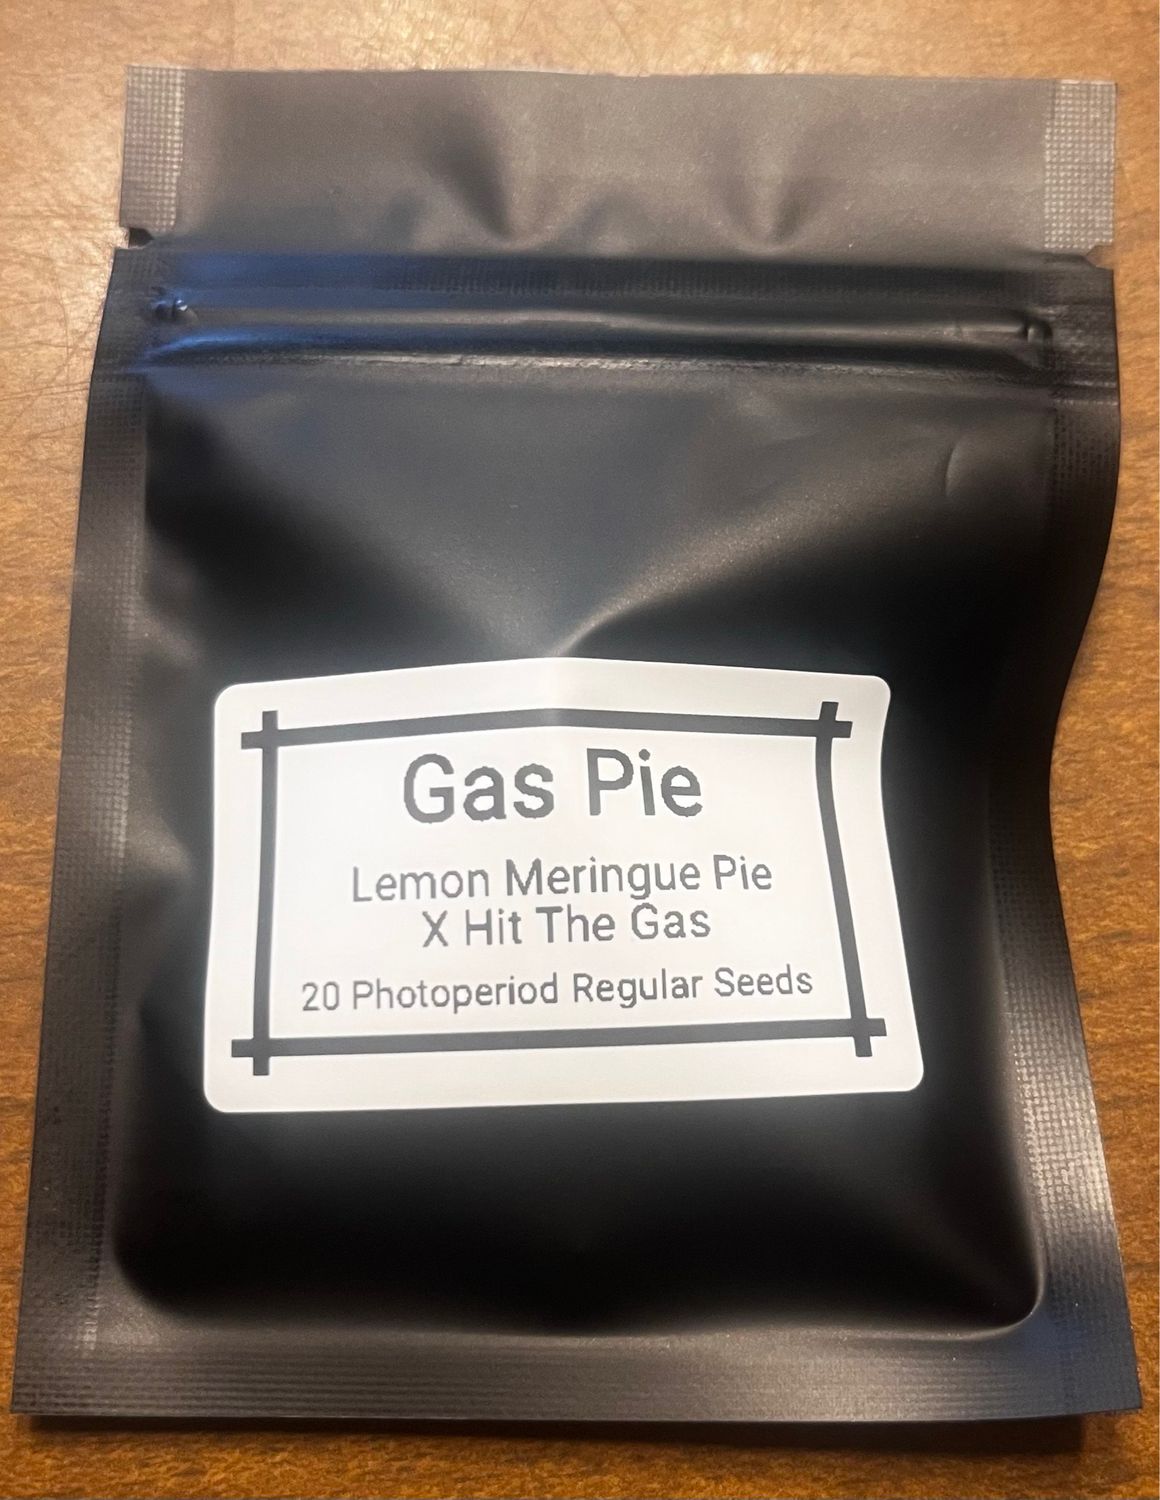 Gas Pie
Lemon Meringue Pie
X Hit The Gas
20 Photoperiod Regular Seeds